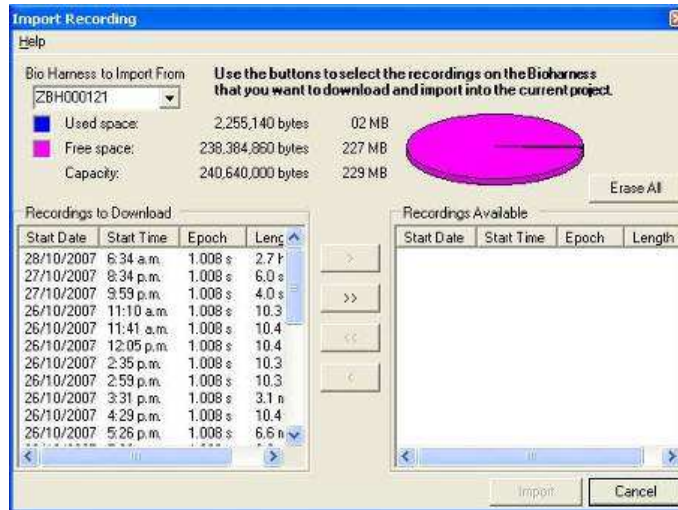 Import Recording
Help
Bio Harness to Import From
ZBH000121
Use the buttons to select the recordings on the Bioharness
that you want to download and import into the current project.
Used space: 2,255,140 bytes 02 MB
Free space: 238,384,860 bytes 227 MB
Capacity: 240,640,000 bytes 229 MB
Erase All
Recordings to Download
Start Date Start Time Epoch Leng
28/10/2007 6:34 a.m. 1.008 s 2.7 h
27/10/2007 8:34 p.m. 1.008 s 6.0 s
27/10/2007 9:59 p.m. 1.008 s 4.0 s
26/10/2007 11:10 a.m. 1.008 s 10.3
26/10/2007 11:41 a.m. 1.008 s 10.4
26/10/2007 12:05 p.m. 1.008 s 10.4
26/10/2007 2:35 p.m. 1.008 s 10.3
26/10/2007 2:59 p.m. 1.008 s 10.3
26/10/2007 3:31 p.m. 1.008 s 3.1 n
26/10/2007 4:29 p.m. 1.008 s 10.4
26/10/2007 5:26 p.m. 1.008 s 6.6 n
>
>>
<<
<
Recordings Available
Start Date Start Time Epoch Length
Import
Cancel